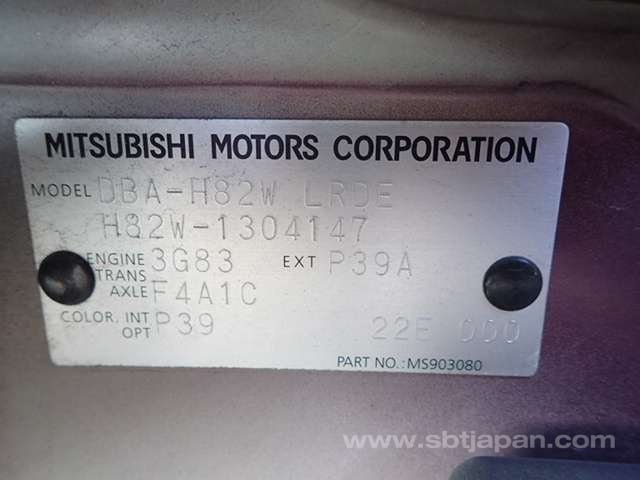 MITSUBISHI MOTORS CORPORATION
MODEL DBA-H82W LRDE
H82W-1304147
ENGINE 3G83 EXT P39A
TRANS AXLE F4A1C
COLOR. INT OPT P39 22E 000
PART NO.: MS903080
www.sbtjapan.com